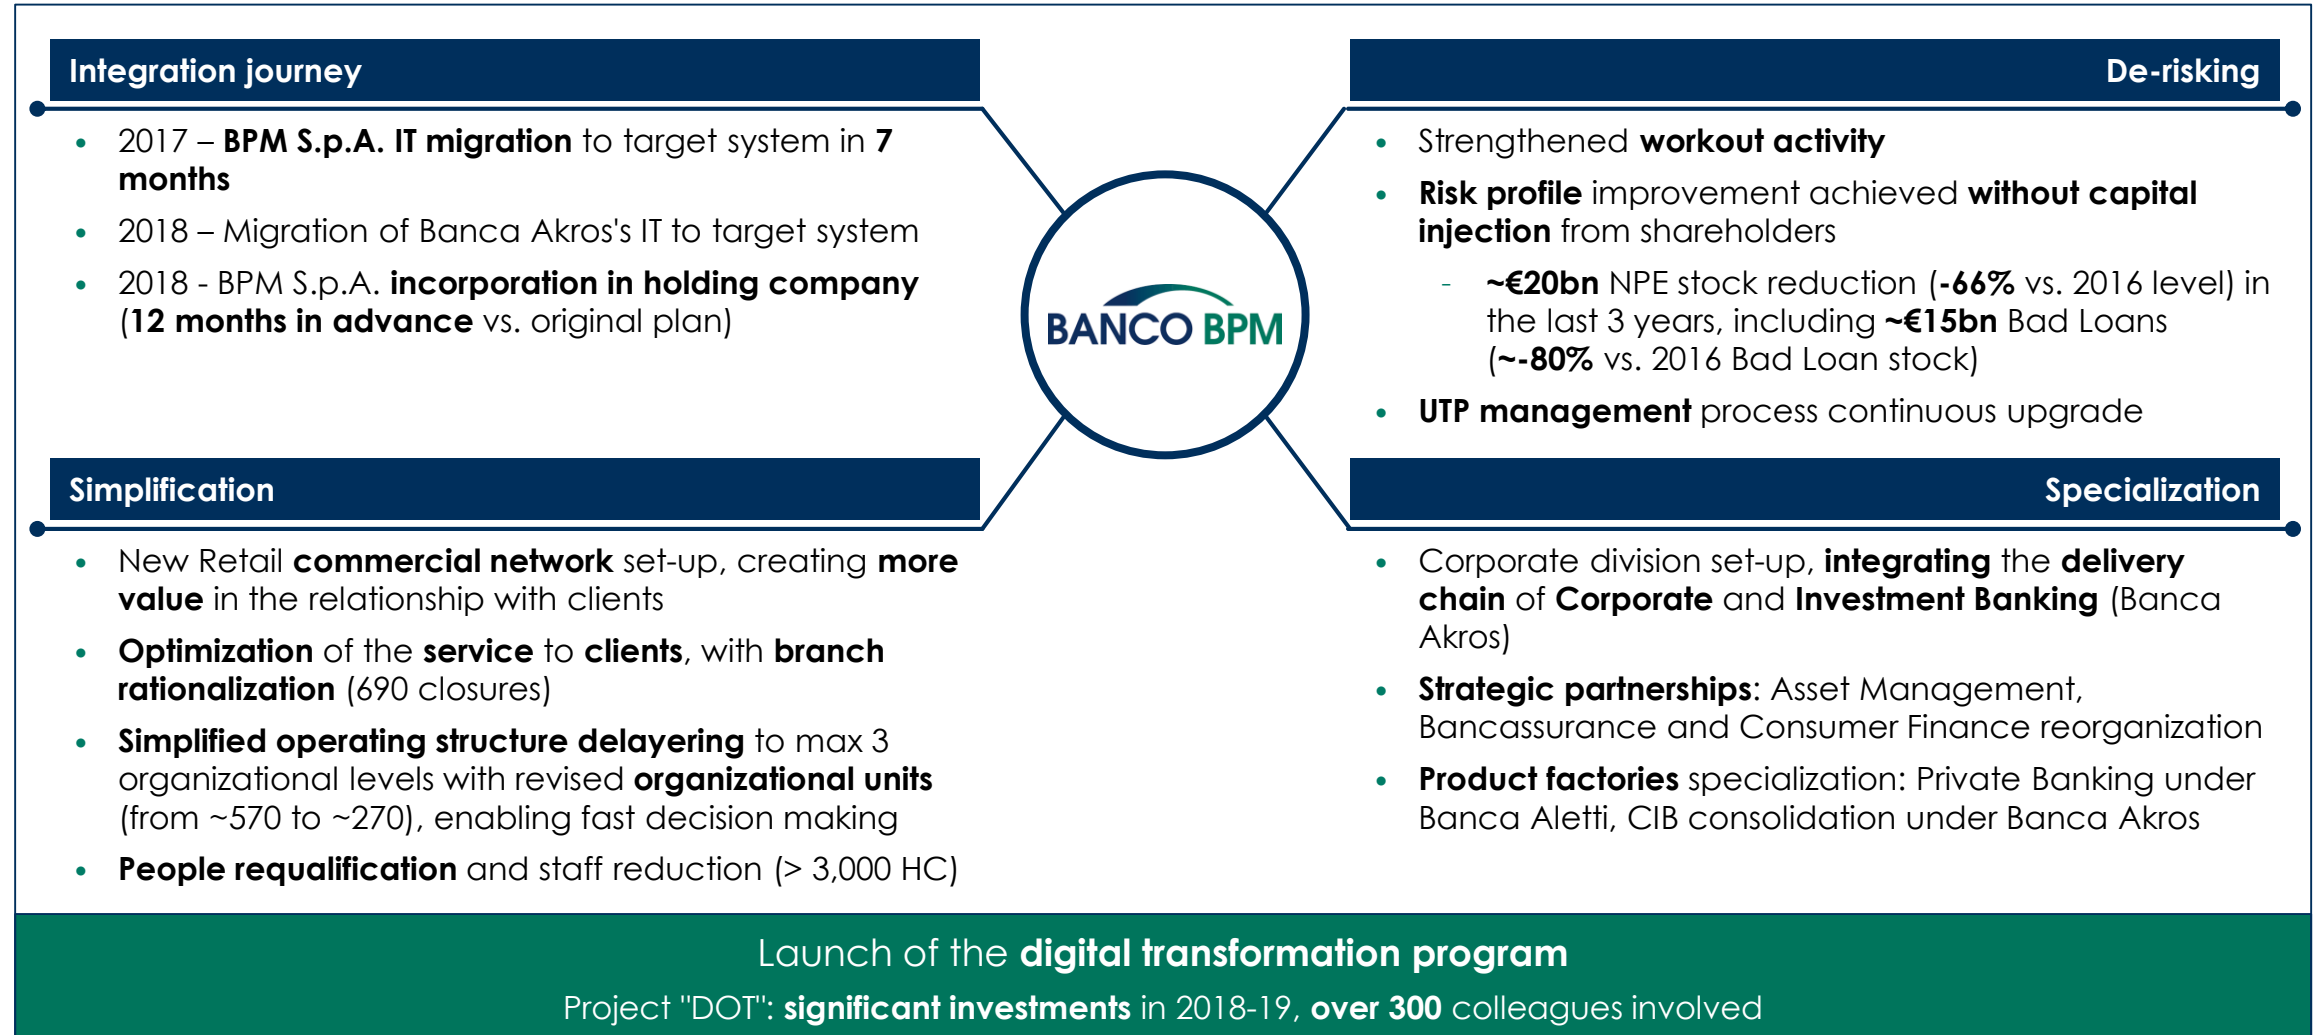 Integration journey
• 2017 – BPM S.p.A. IT migration to target system in 7
months
• 2018 – Migration of Banca Akros's IT to target system
• 2018 - BPM S.p.A. incorporation in holding company
(12 months in advance vs. original plan)
De-risking
• Strengthened workout activity
• Risk profile improvement achieved without capital
injection from shareholders
- ~€20bn NPE stock reduction (-66% vs. 2016 level) in
the last 3 years, including ~€15bn Bad Loans
(~-80% vs. 2016 Bad Loan stock)
• UTP management process continuous upgrade
BANCO BPM
Simplification
• New Retail commercial network set-up, creating more
value in the relationship with clients
• Optimization of the service to clients, with branch
rationalization (690 closures)
• Simplified operating structure delayering to max 3
organizational levels with revised organizational units
(from ~570 to ~270), enabling fast decision making
• People requalification and staff reduction (> 3,000 HC)
Specialization
• Corporate division set-up, integrating the delivery
chain of Corporate and Investment Banking (Banca
Akros)
• Strategic partnerships: Asset Management,
Bancassurance and Consumer Finance reorganization
• Product factories specialization: Private Banking under
Banca Aletti, CIB consolidation under Banca Akros
Launch of the digital transformation program
Project "DOT": significant investments in 2018-19, over 300 colleagues involved